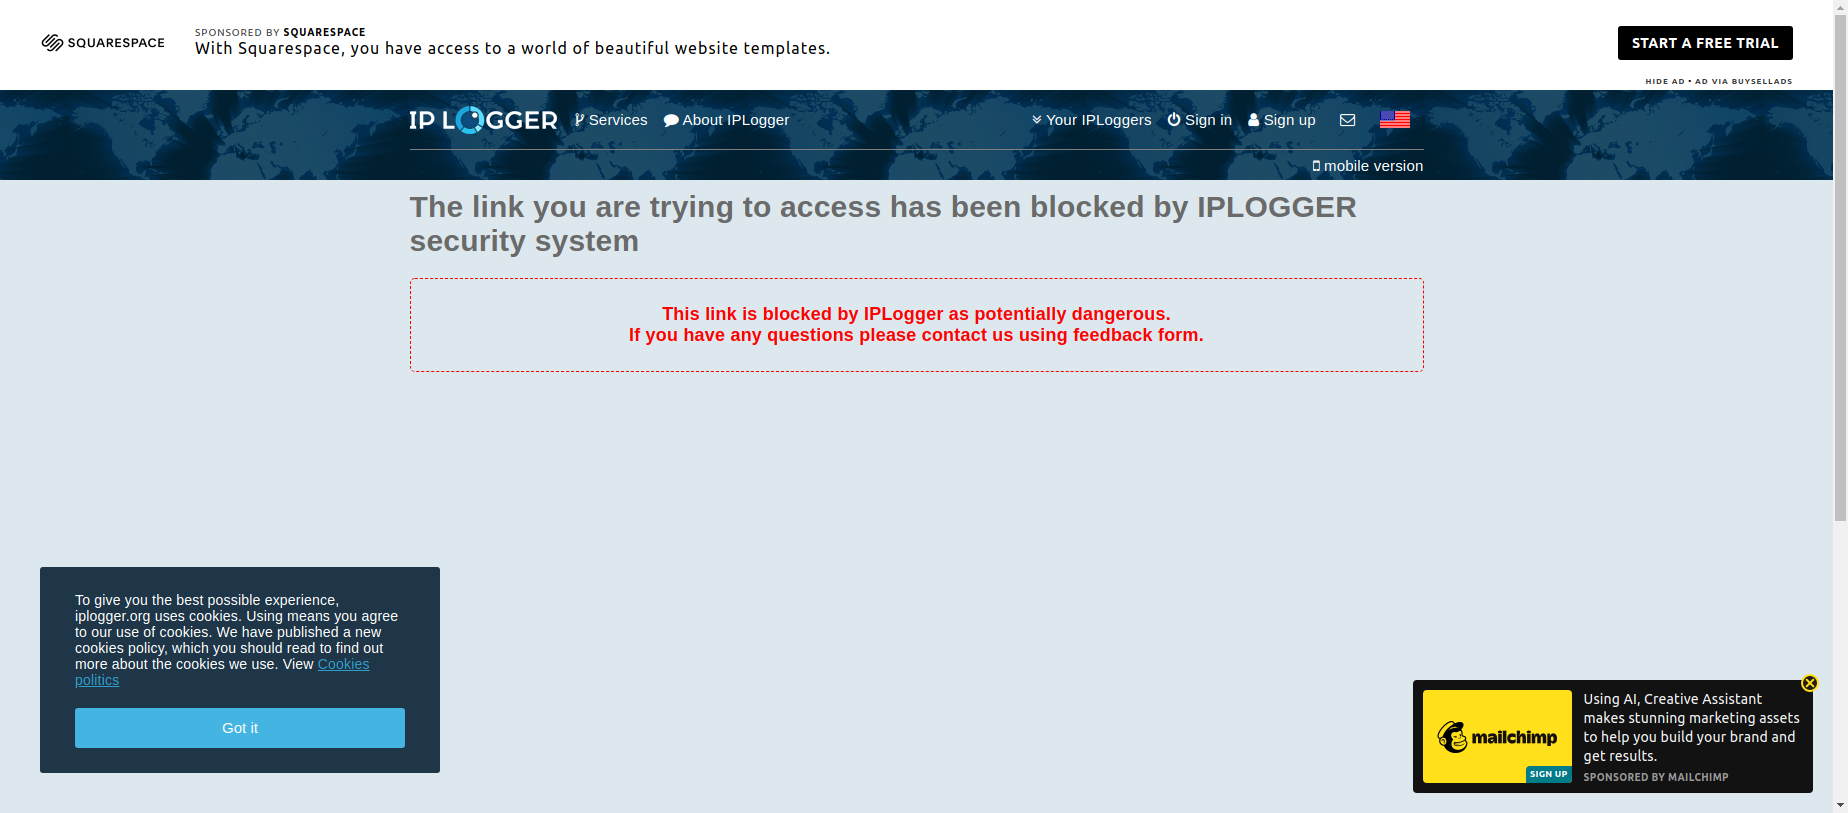 SQUARESPACE
SPONSORED BY SQUARESPACE
With Squarespace, you have access to a world of beautiful website templates.
START A FREE TRIAL
HIDE AD • AD VIA BUYSELLADS
IP LOGGER
Services
About IPLogger
Your IPLoggers
Sign in
Sign up
mobile version
The link you are trying to access has been blocked by IPLOGGER
security system
This link is blocked by IPLogger as potentially dangerous.
If you have any questions please contact us using feedback form.
To give you the best possible experience,
iplogger.org uses cookies. Using means you agree
to our use of cookies. We have published a new
cookies policy, which you should read to find out
more about the cookies we use. View Cookies
politics
Got it
mailchimp
SIGN UP
Using AI, Creative Assistant
makes stunning marketing assets
to help you build your brand and
get results.
SPONSORED BY MAILCHIMP